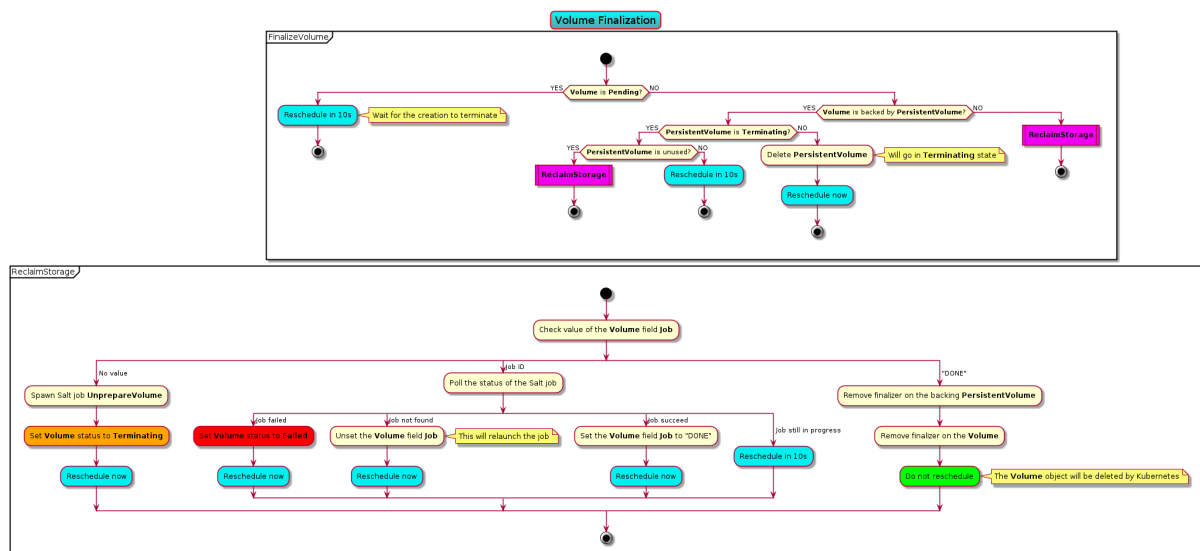 Volume Finalization
FinalizeVolume
YES
Volume is Pending?
NO
Reschedule in 10s
Wait for the creation to terminate
YES
Volume is backed by PersistentVolume?
NO
YES
PersistentVolume is Terminating?
NO
ReclaimStorage
YES
PersistentVolume is unused?
NO
Delete PersistentVolume
Will go in Terminating state
ReclaimStorage
Reschedule in 10s
Reschedule now
ReclaimStorage
Check value of the Volume field Job
No value
Job ID
"DONE"
Spawn Salt job UnprepareVolume
Poll the status of the Salt job
Remove finalizer on the backing PersistentVolume
Job failed
Job not found
Job succeed
Job still in progress
Set Volume status to Terminating
Set Volume status to Failed
Unset the Volume field Job
This will relaunch the job
Set the Volume field Job to "DONE"
Remove finalizer on the Volume
Reschedule in 10s
Reschedule now
Reschedule now
Reschedule now
Reschedule now
Do not reschedule
The Volume object will be deleted by Kubernetes